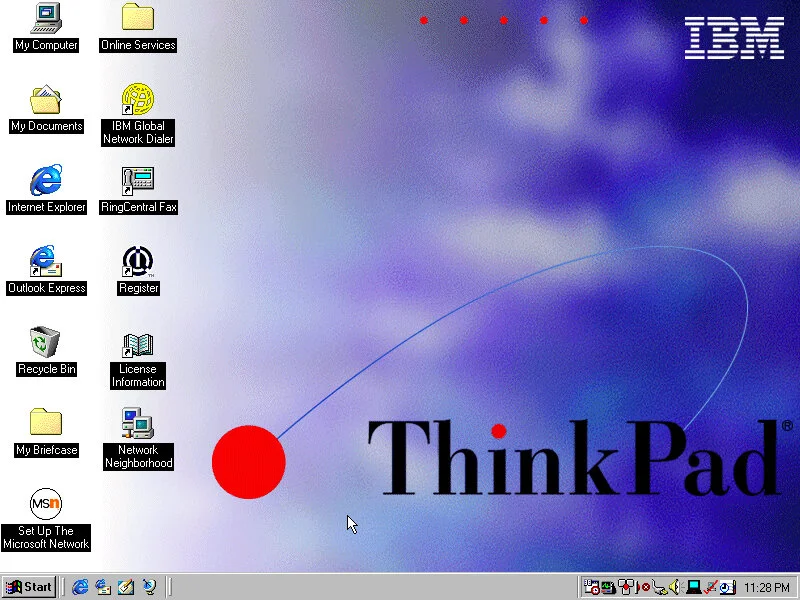 My Computer
Online Services
IBM
My Documents
IBM Global
Network Dialer
Internet Explorer
RingCentral Fax
Outlook Express
Register
Recycle Bin
License
Information
My Briefcase
Network
Neighborhood
ThinkPad®
MSn
Set Up The
Microsoft Network
Start
11:28 PM